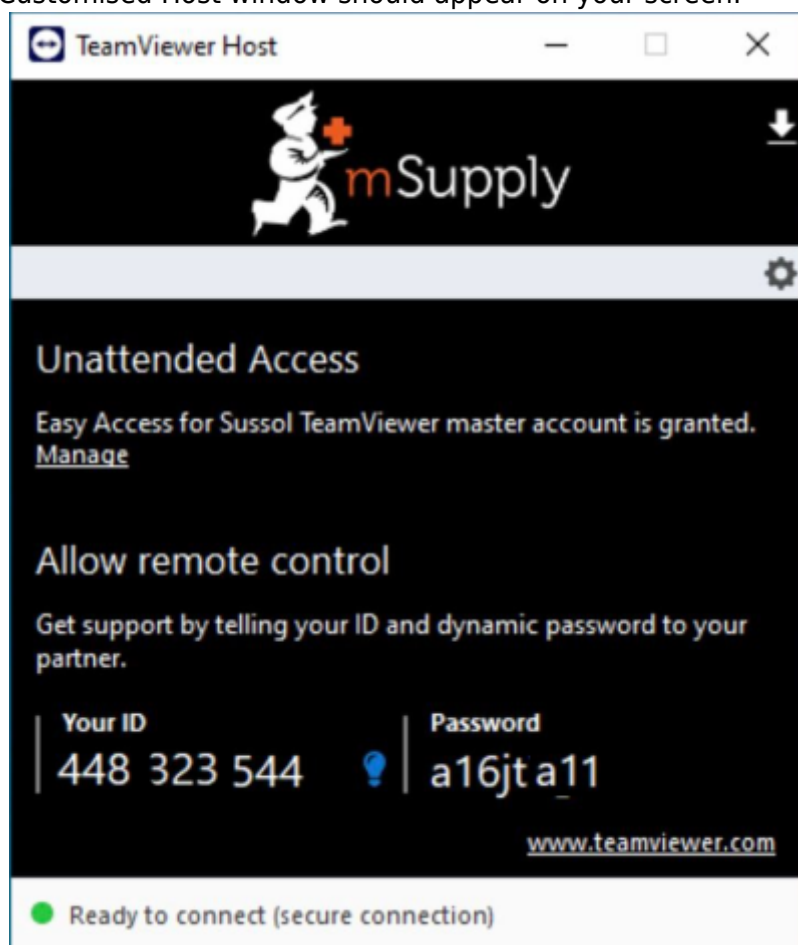 Customised Host window should appear on your screen.
TeamViewer Host
mSupply
Unattended Access
Easy Access for Sussol TeamViewer master account is granted.
Manage
Allow remote control
Get support by telling your ID and dynamic password to your
partner.
Your ID Password
448 323 544 a16jt a11
www.teamviewer.com
Ready to connect (secure connection)